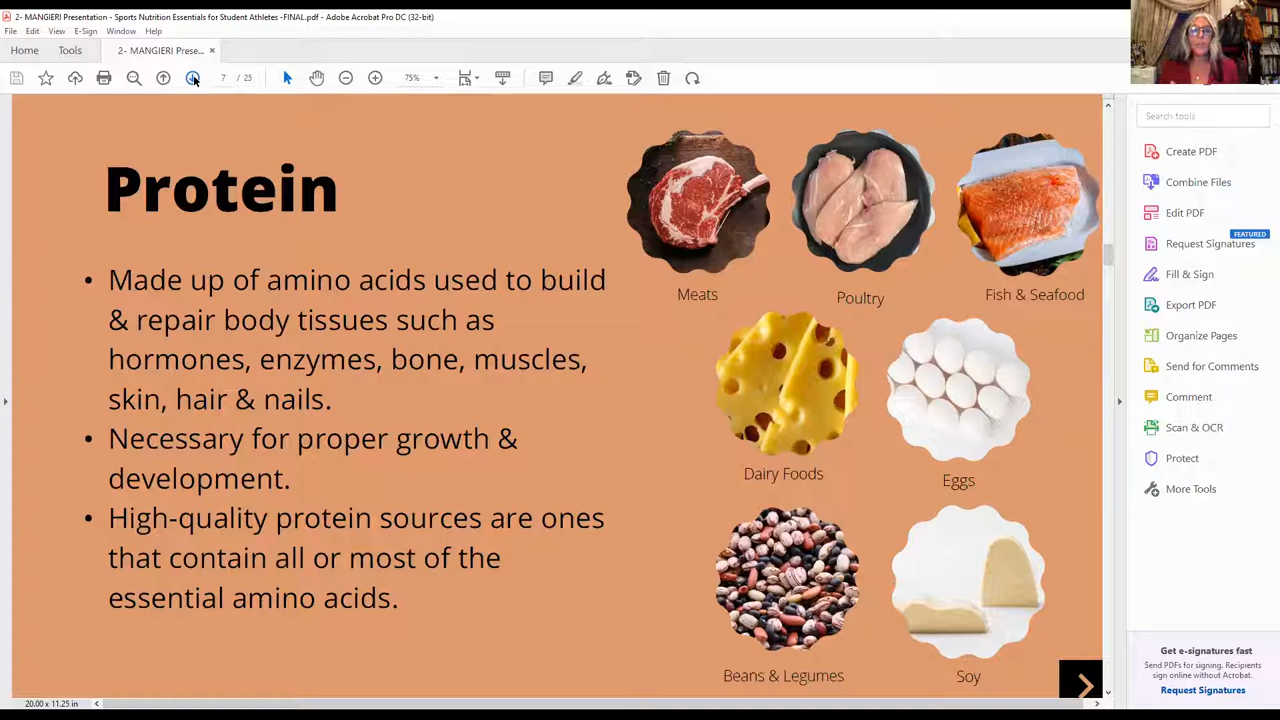 2- MANGIERI Presentation - Sports Nutrition Essentials for Student Athletes -FINAL.pdf - Adobe Acrobat Pro DC (32-bit)
File Edit View E-Sign Window Help
Home Tools 2- MANGIERI Prese... ×
7 / 25 75%
Protein
• Made up of amino acids used to build
& repair body tissues such as
hormones, enzymes, bone, muscles,
skin, hair & nails.
• Necessary for proper growth &
development.
• High-quality protein sources are ones
that contain all or most of the
essential amino acids.
Meats
Poultry
Fish & Seafood
Dairy Foods
Eggs
Beans & Legumes
Soy
Search tools
Create PDF
Combine Files
Edit PDF
FEATURED
Request Signatures
Fill & Sign
Export PDF
Organize Pages
Send for Comments
Comment
Scan & OCR
Protect
More Tools
Get e-signatures fast
Send PDFs for signing. Recipients
sign online without Acrobat.
Request Signatures
20.00 x 11.25 in